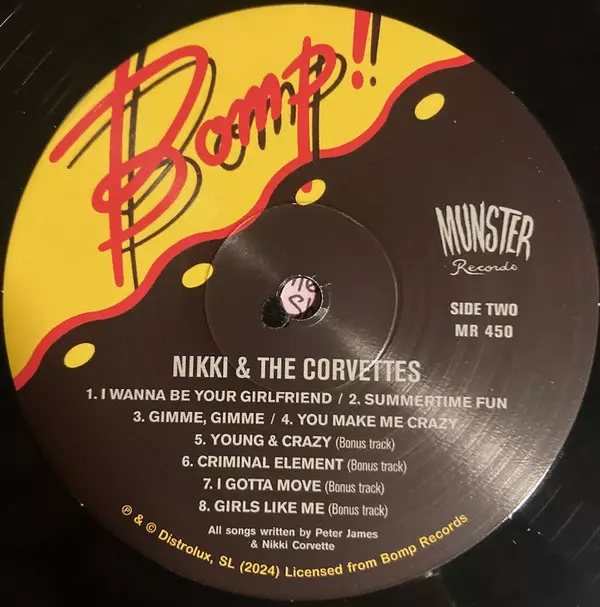 Bomp!!
MUNSTER
Records
SIDE TWO
MR 450
NIKKI & THE CORVETTES
1. I WANNA BE YOUR GIRLFRIEND / 2. SUMMERTIME FUN
3. GIMME, GIMME / 4. YOU MAKE ME CRAZY
5. YOUNG & CRAZY (Bonus track)
6. CRIMINAL ELEMENT (Bonus track)
7. I GOTTA MOVE (Bonus track)
8. GIRLS LIKE ME (Bonus track)
All songs written by Peter James
& Nikki Corvette
℗ & © Distrolux, SL (2024) Licensed from Bomp Records